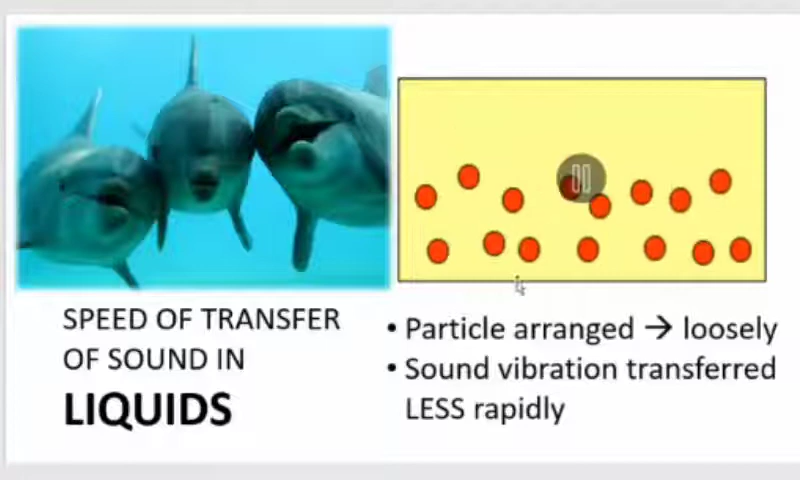 SPEED OF TRANSFER
OF SOUND IN
LIQUIDS
• Particle arranged → loosely
• Sound vibration transferred
LESS rapidly